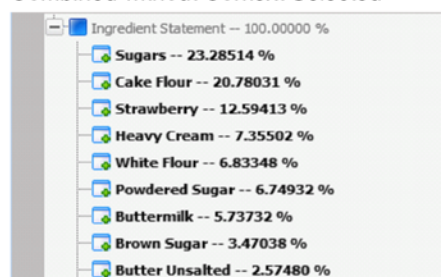 Ingredient Statement -- 100.00000 %
Sugars -- 23.28514 %
Cake Flour -- 20.78031 %
Strawberry -- 12.59413 %
Heavy Cream -- 7.35502 %
White Flour -- 6.83348 %
Powdered Sugar -- 6.74932 %
Buttermilk -- 5.73732 %
Brown Sugar -- 3.47038 %
Butter Unsalted -- 2.57480 %